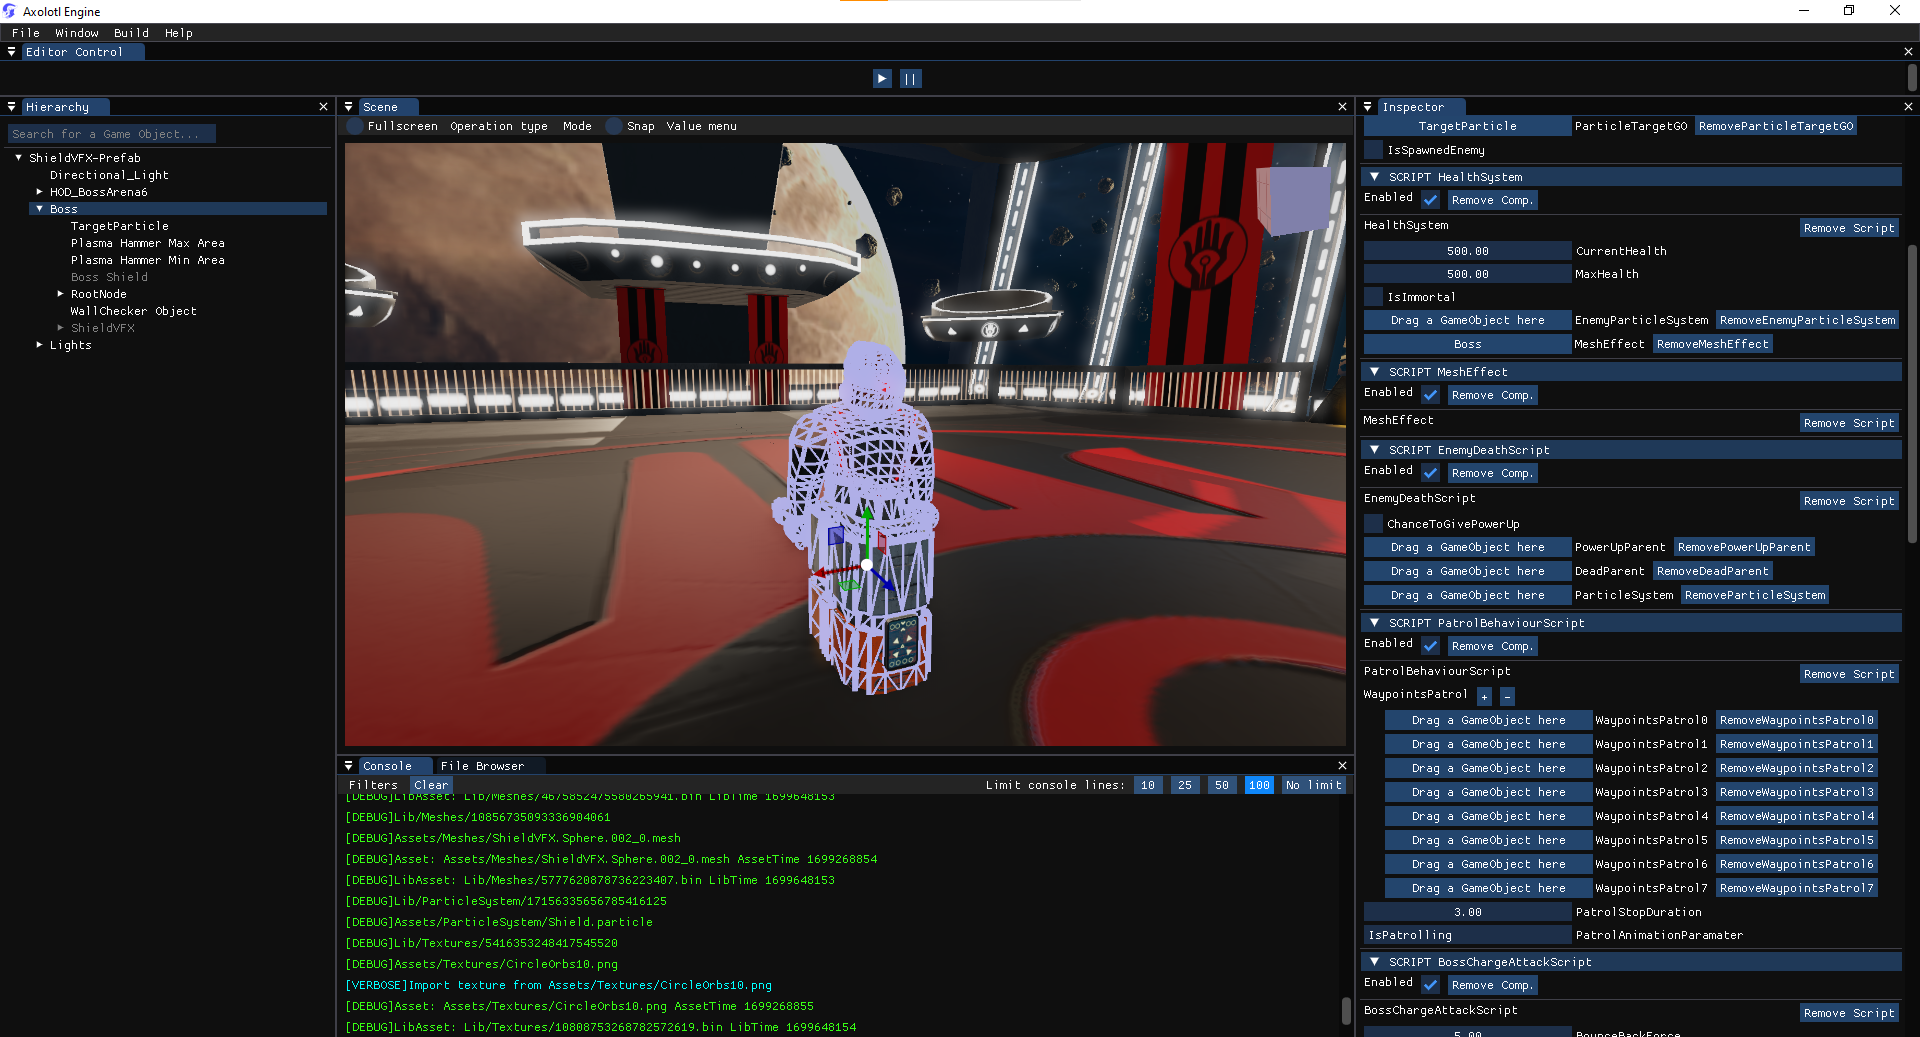 Axolotl Engine
File Window Build Help
Editor Control
Hierarchy
Search for a Game Object...
ShieldVFX-Prefab
Directional_Light
HOD_BossArena6
Boss
TargetParticle
Plasma Hammer Max Area
Plasma Hammer Min Area
Boss Shield
RootNode
WallChecker Object
ShieldVFX
Lights
Scene
Fullscreen Operation type Mode Snap Value menu
Console File Browser
Filters Clear Limit console lines: 10 25 50 100 No limit
[DEBUG]LibAsset: Lib/Meshes/4675852475580265941.bin LibTime 1699648153
[DEBUG]Lib/Meshes/10856735093336904061
[DEBUG]Assets/Meshes/ShieldVFX.Sphere.002_0.mesh
[DEBUG]Asset: Assets/Meshes/ShieldVFX.Sphere.002_0.mesh AssetTime 1699268854
[DEBUG]LibAsset: Lib/Meshes/5777620878736223407.bin LibTime 1699648153
[DEBUG]Lib/ParticleSystem/17156335656785416125
[DEBUG]Assets/ParticleSystem/Shield.particle
[DEBUG]Lib/Textures/5416353248417545520
[DEBUG]Assets/Textures/CircleOrbs10.png
[VERBOSE]Import texture from Assets/Textures/CircleOrbs10.png
[DEBUG]Asset: Assets/Textures/CircleOrbs10.png AssetTime 1699268855
[DEBUG]LibAsset: Lib/Textures/10808753268782572619.bin LibTime 1699648154
Inspector
TargetParticle ParticleTargetGO RemoveParticleTargetGO
IsSpawnedEnemy
SCRIPT HealthSystem
Enabled Remove Comp.
HealthSystem Remove Script
500.00 CurrentHealth
500.00 MaxHealth
IsImmortal
Drag a GameObject here EnemyParticleSystem RemoveEnemyParticleSystem
Boss MeshEffect RemoveMeshEffect
SCRIPT MeshEffect
Enabled Remove Comp.
MeshEffect Remove Script
SCRIPT EnemyDeathScript
Enabled Remove Comp.
EnemyDeathScript Remove Script
ChanceToGivePowerUp
Drag a GameObject here PowerUpParent RemovePowerUpParent
Drag a GameObject here DeadParent RemoveDeadParent
Drag a GameObject here ParticleSystem RemoveParticleSystem
SCRIPT PatrolBehaviourScript
Enabled Remove Comp.
PatrolBehaviourScript Remove Script
WaypointsPatrol + -
Drag a GameObject here WaypointsPatrol0 RemoveWaypointsPatrol0
Drag a GameObject here WaypointsPatrol1 RemoveWaypointsPatrol1
Drag a GameObject here WaypointsPatrol2 RemoveWaypointsPatrol2
Drag a GameObject here WaypointsPatrol3 RemoveWaypointsPatrol3
Drag a GameObject here WaypointsPatrol4 RemoveWaypointsPatrol4
Drag a GameObject here WaypointsPatrol5 RemoveWaypointsPatrol5
Drag a GameObject here WaypointsPatrol6 RemoveWaypointsPatrol6
Drag a GameObject here WaypointsPatrol7 RemoveWaypointsPatrol7
3.00 PatrolStopDuration
IsPatrolling PatrolAnimationParamater
SCRIPT BossChargeAttackScript
Enabled Remove Comp.
BossChargeAttackScript Remove Script
5.00 BounceBackForce